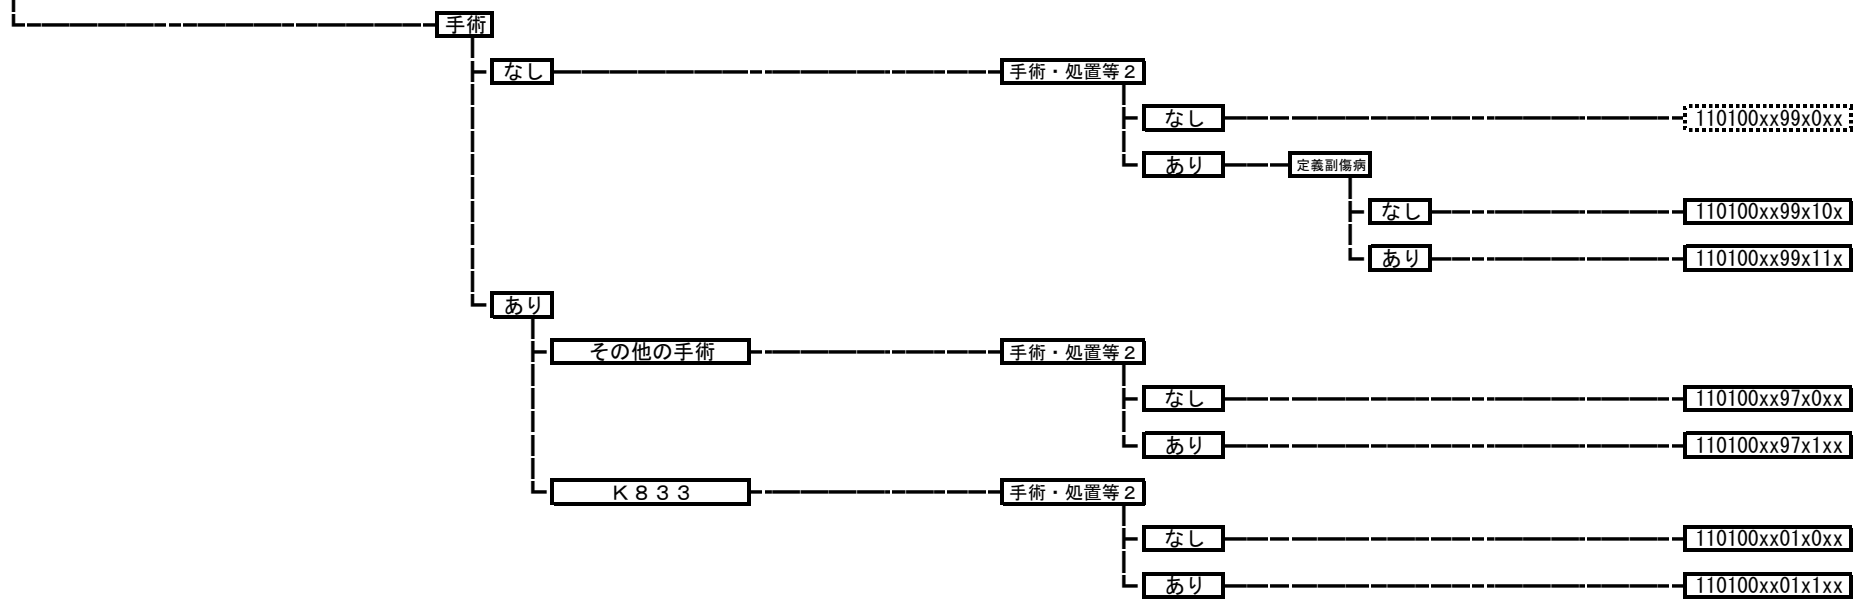 手術
なし 手術・処置等２
なし 110100xx99x0xx
あり 定義副傷病
なし 110100xx99x10x
あり 110100xx99x11x
あり
その他の手術 手術・処置等２
なし 110100xx97x0xx
あり 110100xx97x1xx
Ｋ８３３ 手術・処置等２
なし 110100xx01x0xx
あり 110100xx01x1xx